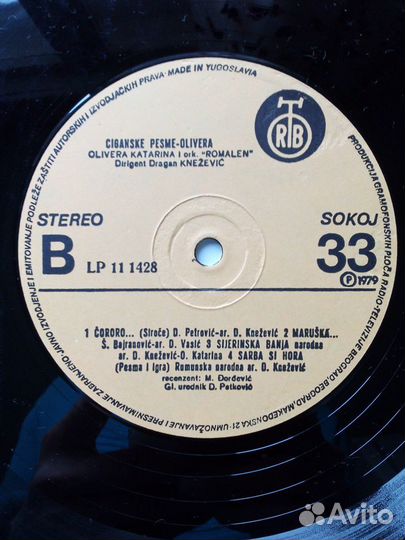 JAVNO IZVODJENJE I EMITOVANJE PODLEŽE ZAŠTITI AUTORSKIH I IZVODJAČKIH PRAVA · MADE IN YUGOSLAVIA
PRODUKCIJA GRAMOFONSKIH PLOČA RADIO-TELEVIZIJE BEOGRAD, BEOGRAD, MAKEDONSKA 21 · UMNOŽAVANJE I PRESNIMAVANJE ZABRANJENO
RTB
CIGANSKE PESME-OLIVERA
OLIVERA KATARINA i ork. "ROMALEN"
Dirigent Dragan KNEŽEVIĆ
STEREO SOKOJ
B LP 11 1428 33
P 1979
1 ČORORO... (Siroče) D. Petrović-ar. D. Knežević 2 MARUŠKA...
Š. Bajranović-ar. D. Vasić 3 SIJERINSKA BANJA narodna
ar. D. Knežević-O. Katarina 4 SARBA SI HORA
(Pesma i igra) Rumunska narodna ar. D. Knežević
recenzent: M. Đorđević
Gl. urednik D. Petković
Avito